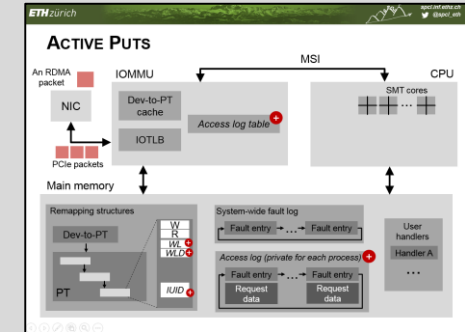 ETH zürich
spcl.inf.ethz.ch
@spcl_eth
ACTIVE PUTS
An RDMA
packet
NIC
PCIe packets
IOMMU
Dev-to-PT
cache
IOTLB
Access log table
MSI
CPU
SMT cores
...
Main memory
Remapping structures
Dev-to-PT
PT
W
R
WL
WLD
IUID
System-wide fault log
Fault entry
...
Fault entry
Access log (private for each process)
Fault entry
...
Fault entry
Request
data
Request
data
User
handlers
Handler A
...